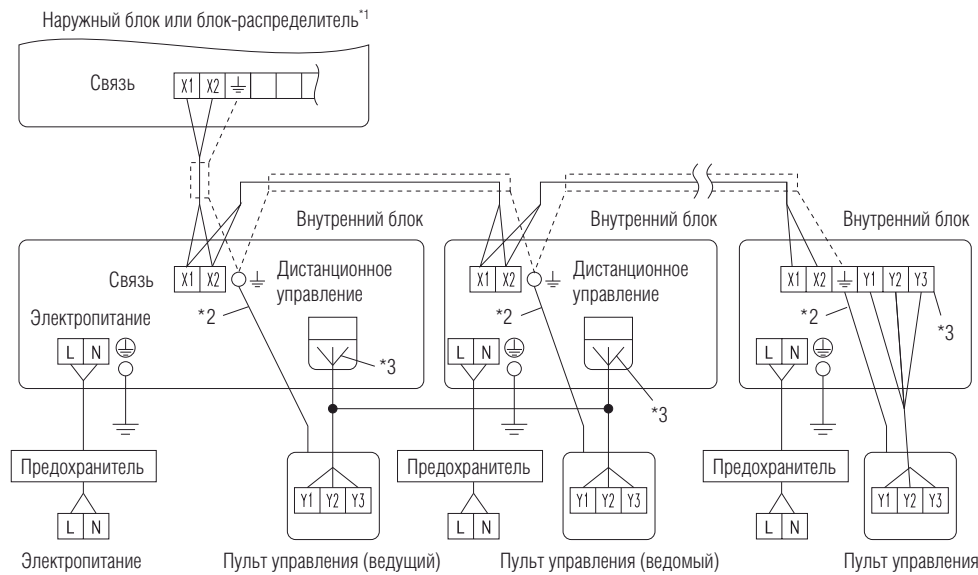 Наружный блок или блок-распределитель*1
Связь
X1 X2
Внутренний блок
Внутренний блок
Внутренний блок
Связь
X1 X2
Дистанционное
управление
X1 X2
Дистанционное
управление
X1 X2 Y1 Y2 Y3
*2
*2
*2
*3
Электропитание
L N
*3
L N
*3
L N
Предохранитель
Предохранитель
Предохранитель
Y1 Y2 Y3
Y1 Y2 Y3
Y1 Y2 Y3
L N
L N
L N
Электропитание
Пульт управления (ведущий)
Пульт управления (ведомый)
Пульт управления